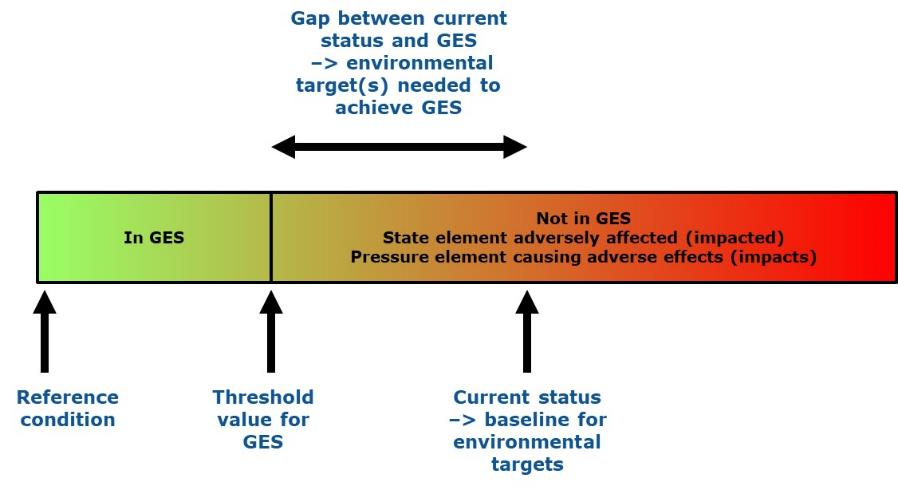 Gap between current
status and GES
–> environmental
target(s) needed to
achieve GES
In GES
Not in GES
State element adversely affected (impacted)
Pressure element causing adverse effects (impacts)
Reference
condition
Threshold
value for
GES
Current status
–> baseline for
environmental
targets